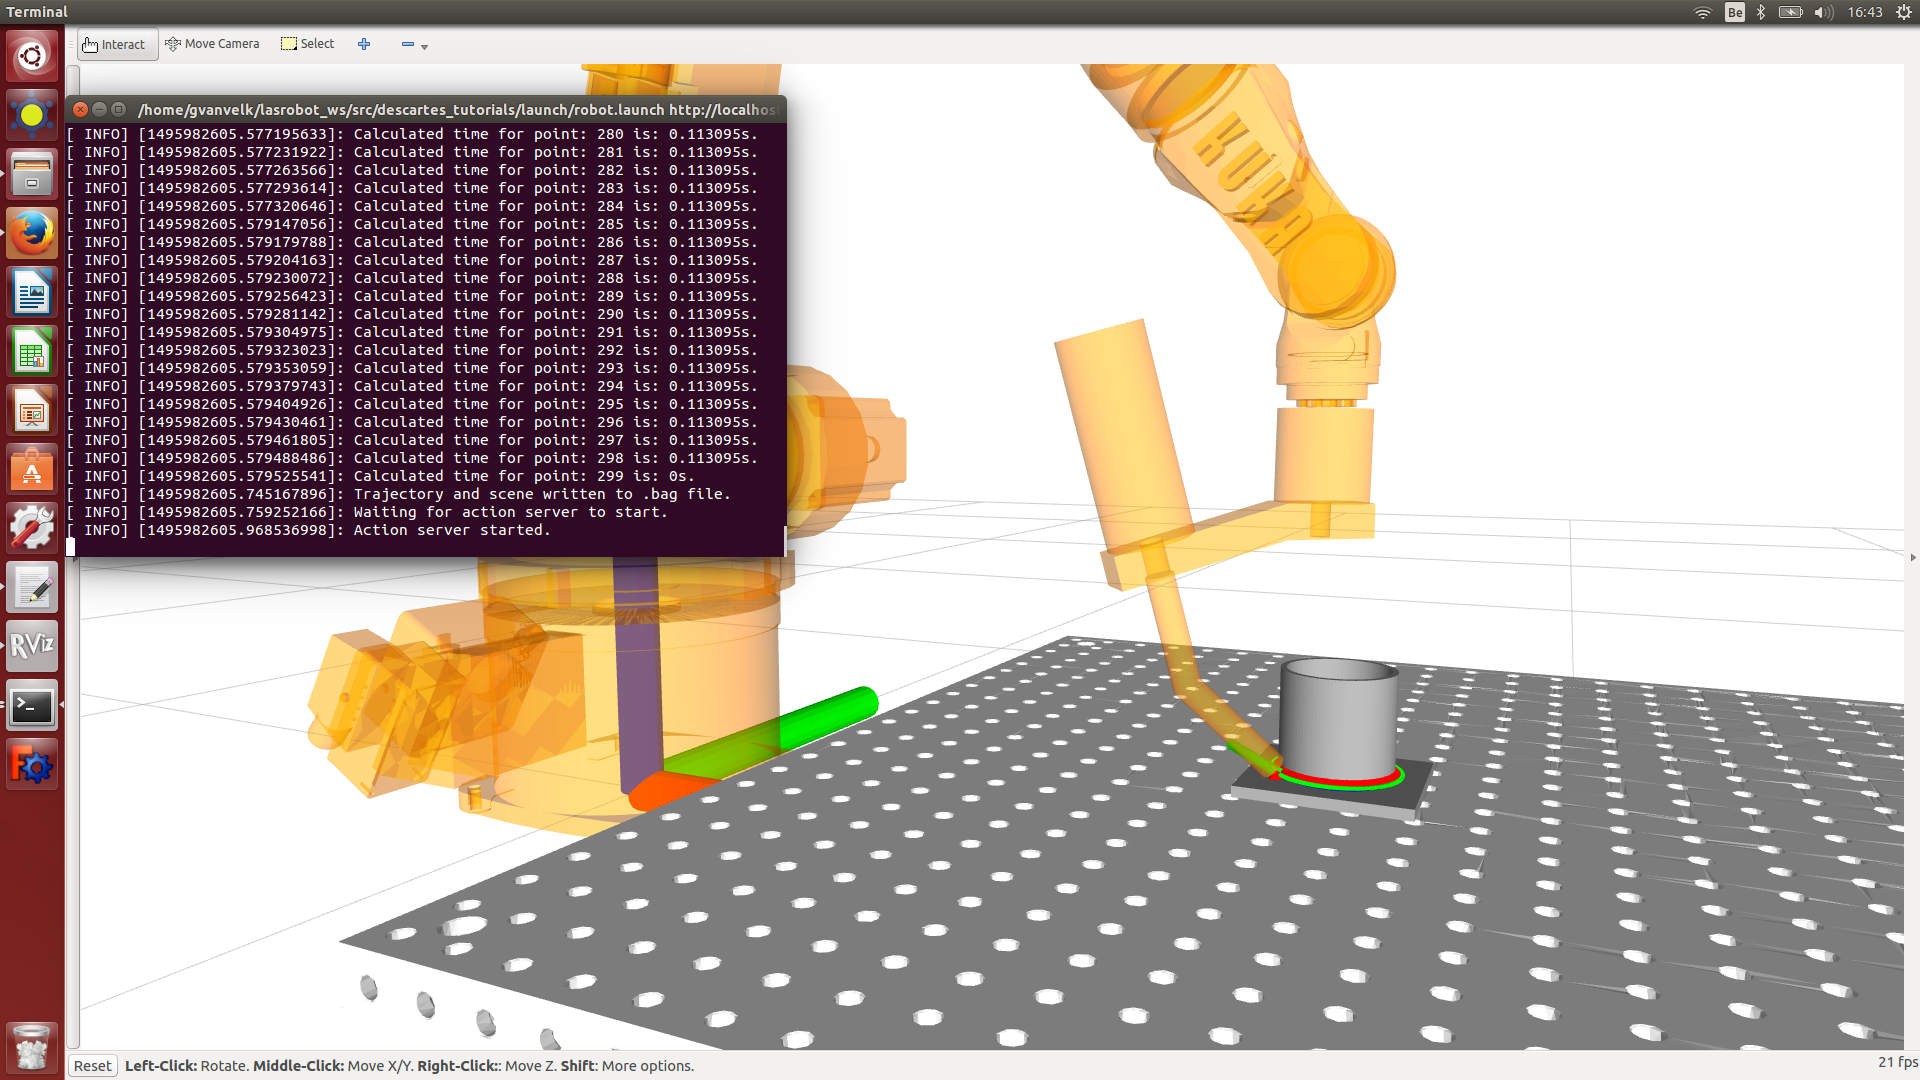 Terminal
Be
16:43
Interact
Move Camera
Select
/home/gvanvelk/lasrobot_ws/src/descartes_tutorials/launch/robot.launch http://localhos
[ INFO] [1495982605.577195633]: Calculated time for point: 280 is: 0.113095s.
[ INFO] [1495982605.577231922]: Calculated time for point: 281 is: 0.113095s.
[ INFO] [1495982605.577263566]: Calculated time for point: 282 is: 0.113095s.
[ INFO] [1495982605.577293614]: Calculated time for point: 283 is: 0.113095s.
[ INFO] [1495982605.577320646]: Calculated time for point: 284 is: 0.113095s.
[ INFO] [1495982605.579147056]: Calculated time for point: 285 is: 0.113095s.
[ INFO] [1495982605.579179788]: Calculated time for point: 286 is: 0.113095s.
[ INFO] [1495982605.579204163]: Calculated time for point: 287 is: 0.113095s.
[ INFO] [1495982605.579230072]: Calculated time for point: 288 is: 0.113095s.
[ INFO] [1495982605.579256423]: Calculated time for point: 289 is: 0.113095s.
[ INFO] [1495982605.579281142]: Calculated time for point: 290 is: 0.113095s.
[ INFO] [1495982605.579304975]: Calculated time for point: 291 is: 0.113095s.
[ INFO] [1495982605.579323023]: Calculated time for point: 292 is: 0.113095s.
[ INFO] [1495982605.579353059]: Calculated time for point: 293 is: 0.113095s.
[ INFO] [1495982605.579379743]: Calculated time for point: 294 is: 0.113095s.
[ INFO] [1495982605.579404926]: Calculated time for point: 295 is: 0.113095s.
[ INFO] [1495982605.579430461]: Calculated time for point: 296 is: 0.113095s.
[ INFO] [1495982605.579461805]: Calculated time for point: 297 is: 0.113095s.
[ INFO] [1495982605.579488486]: Calculated time for point: 298 is: 0.113095s.
[ INFO] [1495982605.579525541]: Calculated time for point: 299 is: 0s.
[ INFO] [1495982605.745167896]: Trajectory and scene written to .bag file.
[ INFO] [1495982605.759252166]: Waiting for action server to start.
[ INFO] [1495982605.968536998]: Action server started.
KUKA
RViz
Reset
Left-Click: Rotate. Middle-Click: Move X/Y. Right-Click:: Move Z. Shift: More options.
21 fps